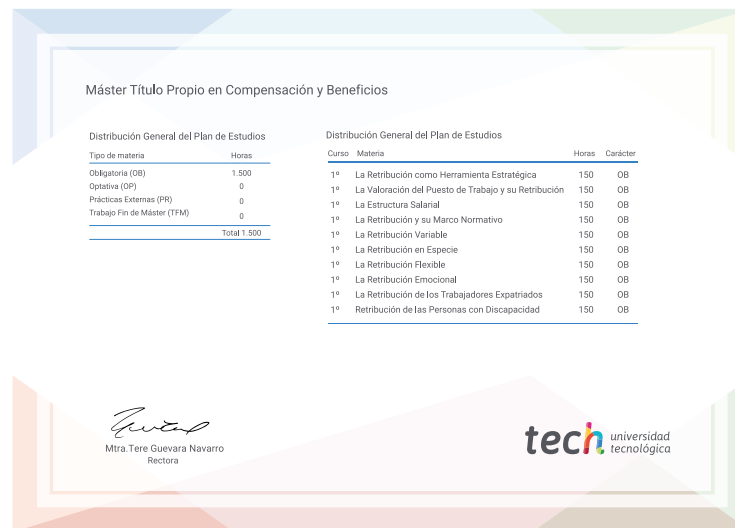 Máster Título Propio en Compensación y Beneficios
Distribución General del Plan de Estudios
Tipo de materia Horas
Obligatoria (OB) 1.500
Optativa (OP) 0
Prácticas Externas (PR) 0
Trabajo Fin de Máster (TFM) 0
Total 1.500
Distribución General del Plan de Estudios
Curso Materia Horas Carácter
1º La Retribución como Herramienta Estratégica 150 OB
1º La Valoración del Puesto de Trabajo y su Retribución 150 OB
1º La Estructura Salarial 150 OB
1º La Retribución y su Marco Normativo 150 OB
1º La Retribución Variable 150 OB
1º La Retribución en Especie 150 OB
1º La Retribución Flexible 150 OB
1º La Retribución Emocional 150 OB
1º La Retribución de los Trabajadores Expatriados 150 OB
1º Retribución de las Personas con Discapacidad 150 OB
Mtra.Tere Guevara Navarro
Rectora
tech universidad
tecnológica